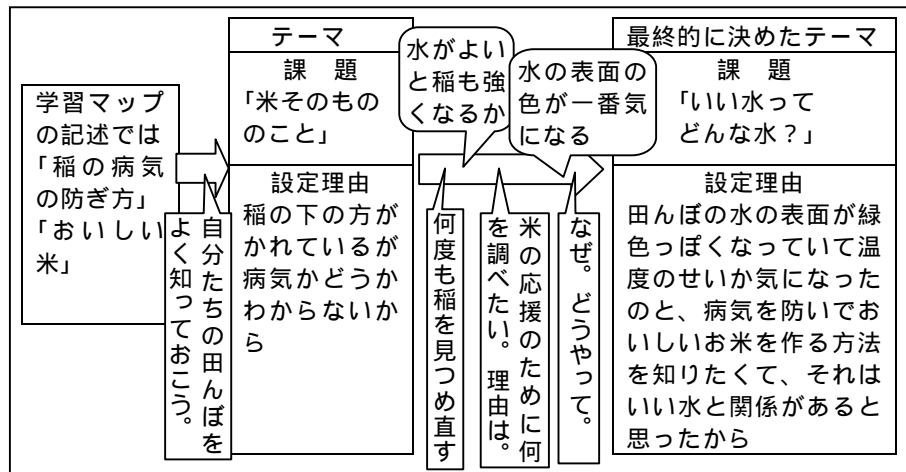 学習マップ
の記述では
「稲の病気
の防ぎ方」
「おいしい
米」
自分たちの田んぼを
よく知っておこう。
テーマ
課　題
「米そのもの
のこと」
設定理由
稲の下の方が
かれているが
病気かどうか
わからないか
ら
水がよい
と稲も強
くなるか
水の表面の
色が一番気
になる
何度も稲を見つめ直す
米の応援のために何
を調べたい。理由は。
なぜ。どうやって。
最終的に決めたテーマ
課　題
「いい水って
どんな水？」
設定理由
田んぼの水の表面が緑
色っぽくなっていて温
度のせいか気になった
のと、病気を防いでお
いしいお米を作る方法
を知りたくて、それは
いい水と関係があると
思ったから